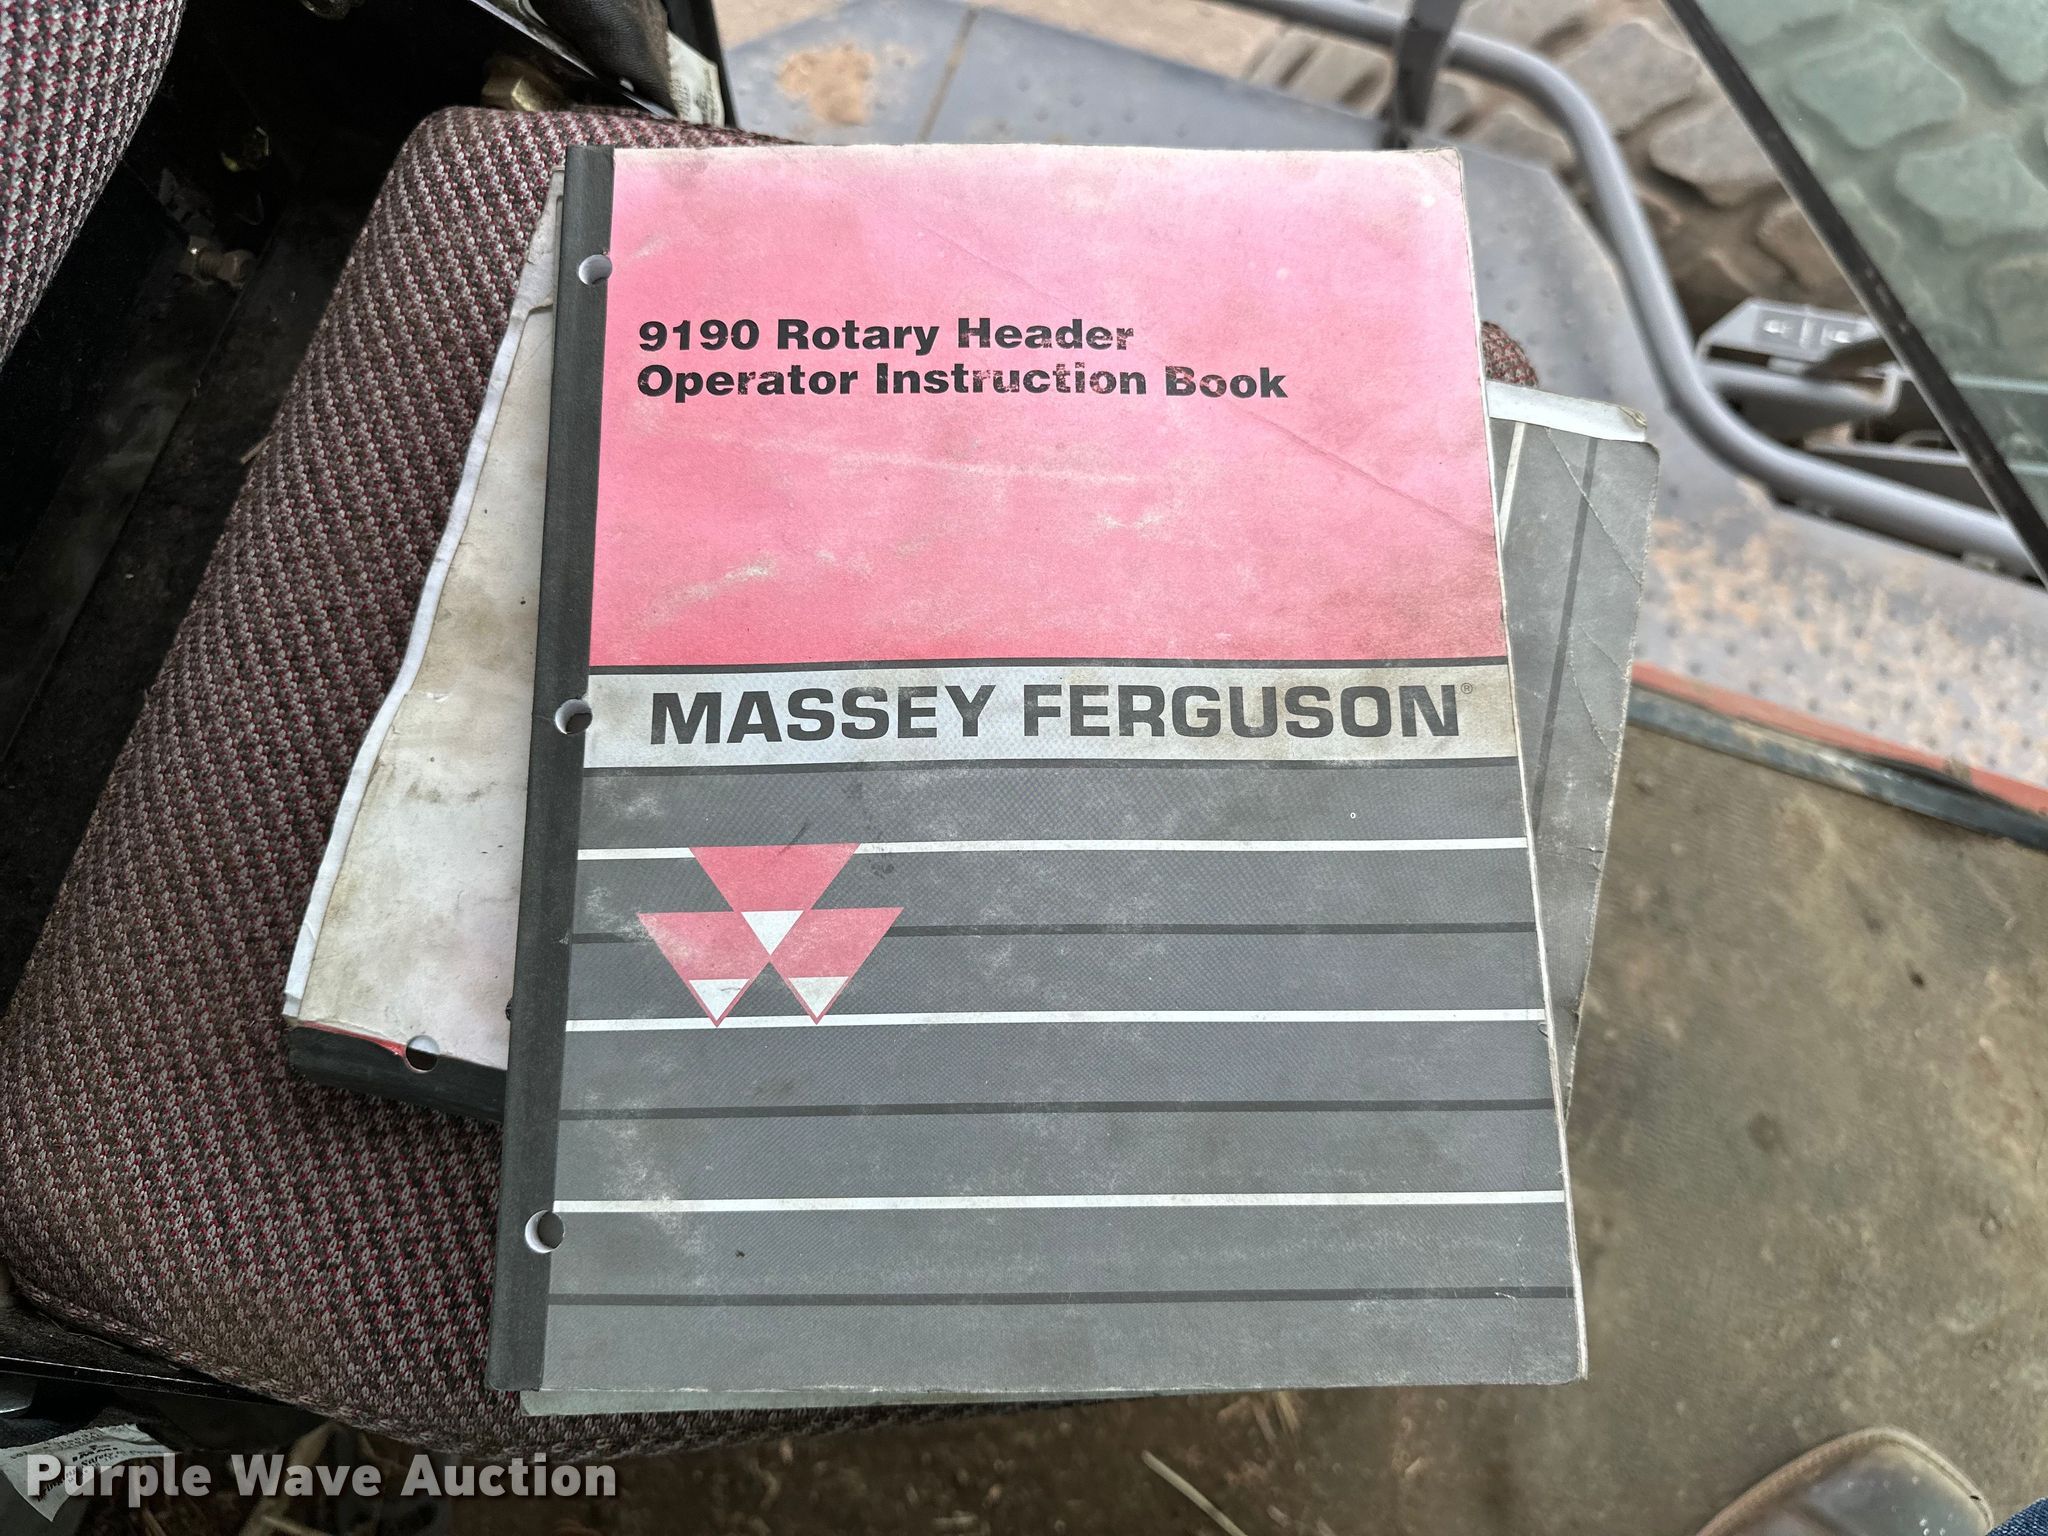 9190 Rotary Header
Operator Instruction Book
MASSEY FERGUSON®
Purple Wave Auction